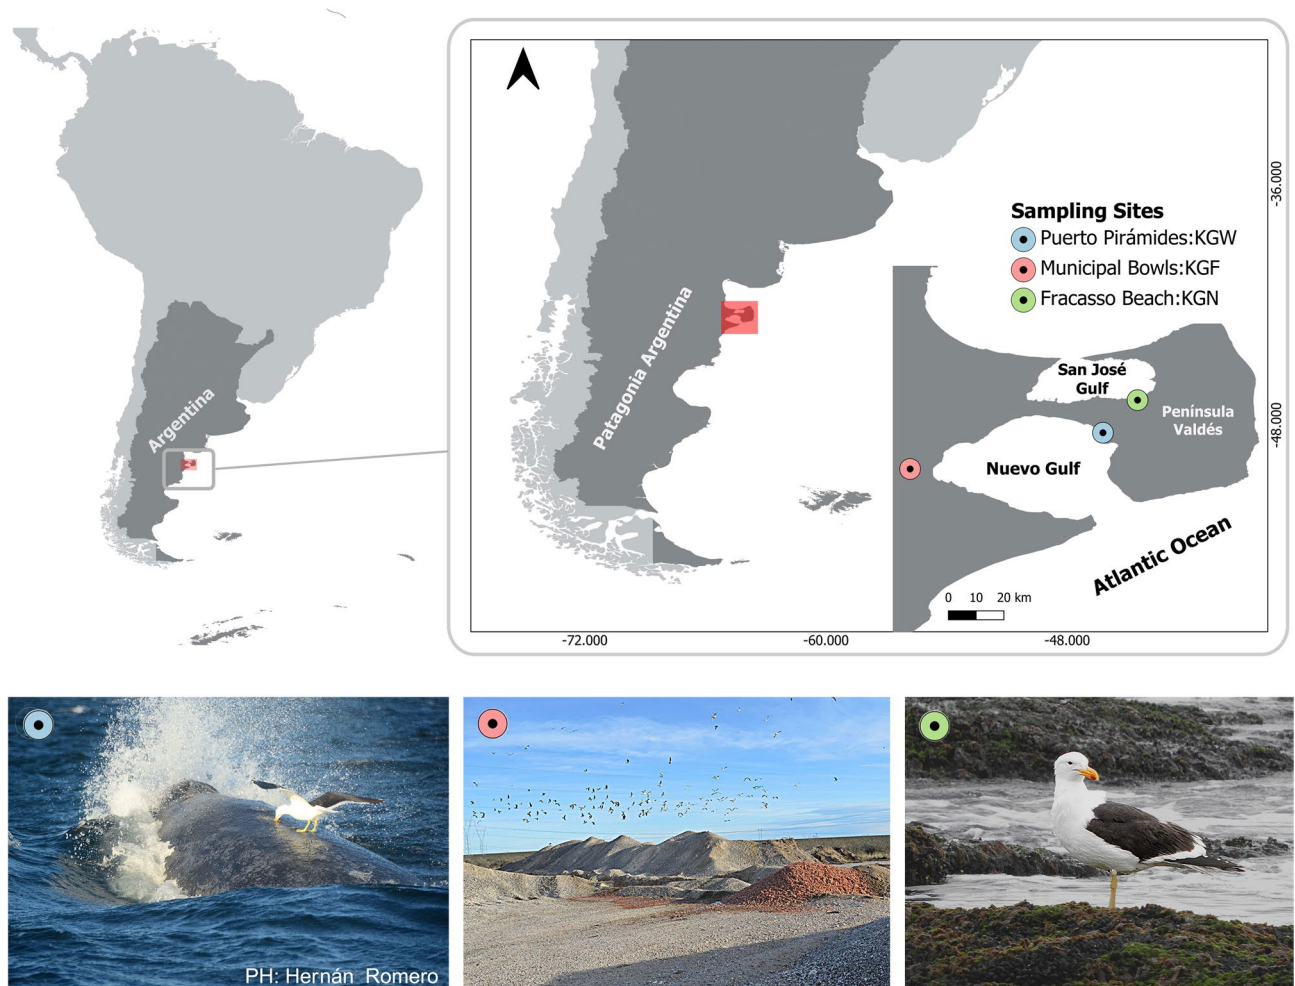 Argentina
Patagonia Argentina
Sampling Sites
Puerto Pirámides:KGW
Municipal Bowls:KGF
Fracasso Beach:KGN
San José
Gulf
Península
Valdés
Nuevo Gulf
Atlantic Ocean
0 10 20 km
-36.000
-48.000
-72.000
-60.000
-48.000
PH: Hernán Romero